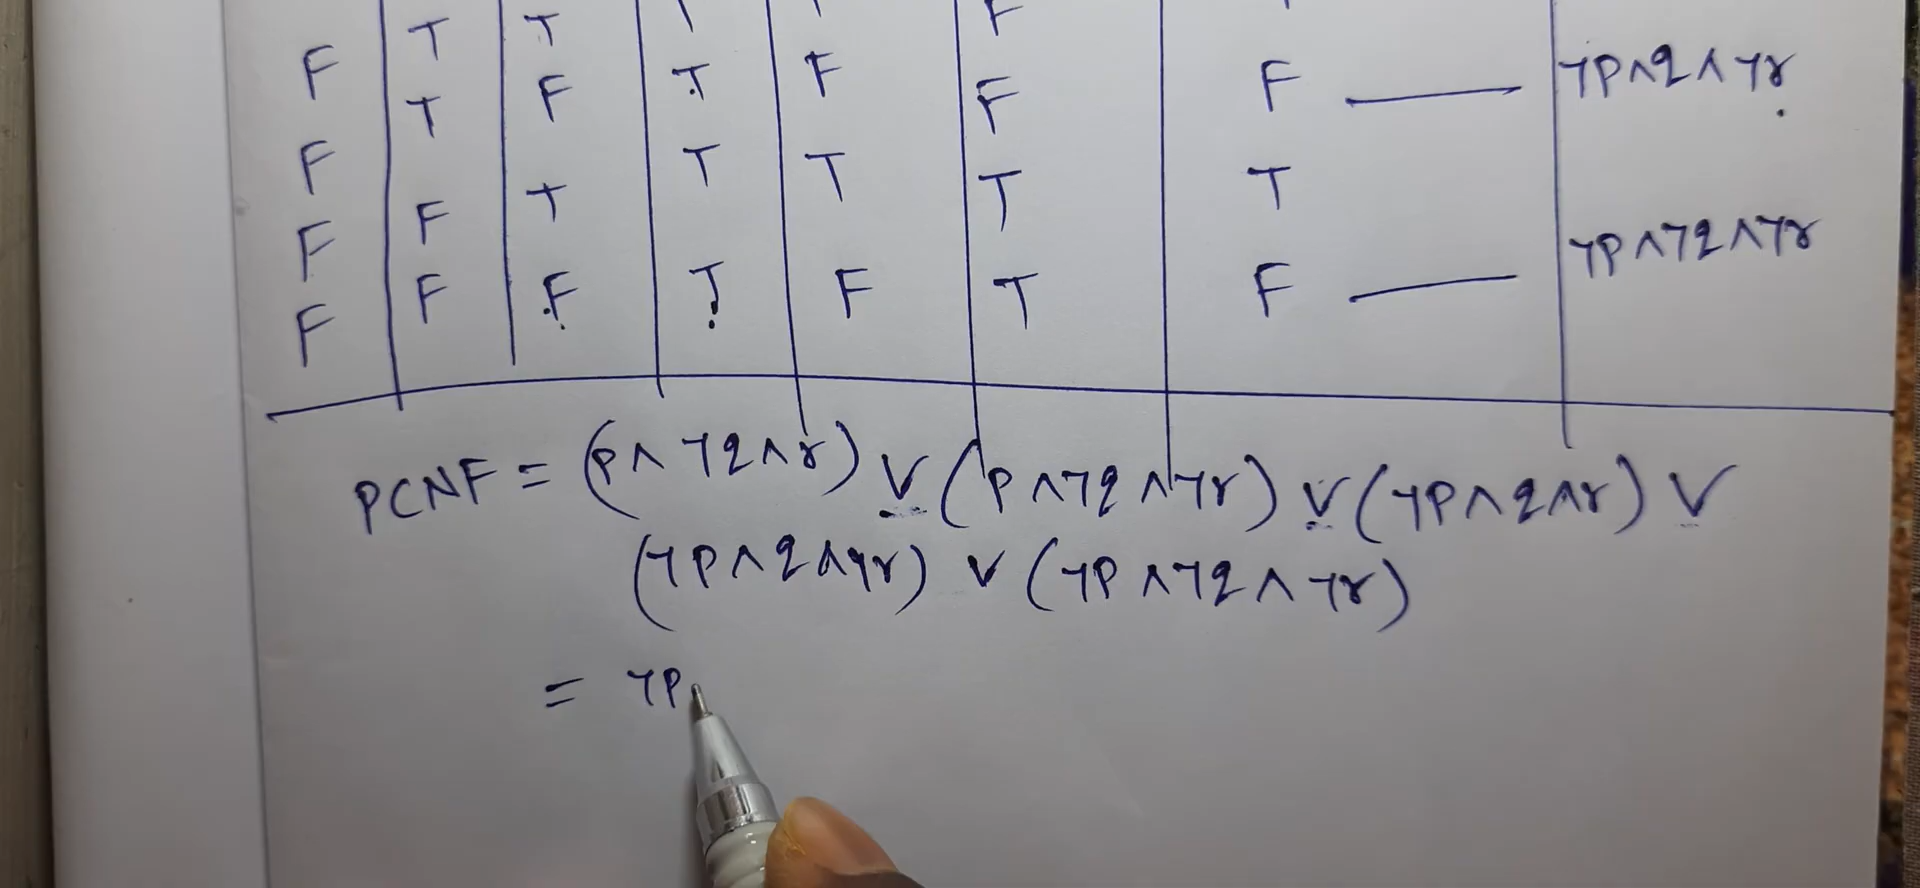 F T T T F
F T F T F F F — ¬P∧q∧¬r
F F T T T T T
F F F T F T F — ¬P∧¬q∧¬r
PCNF = (P∧¬q∧r) ∨ (P∧¬q∧¬r) ∨ (¬P∧q∧r) ∨
(¬P∧q∧¬r) ∨ (¬P∧¬q∧¬r)
= ¬P